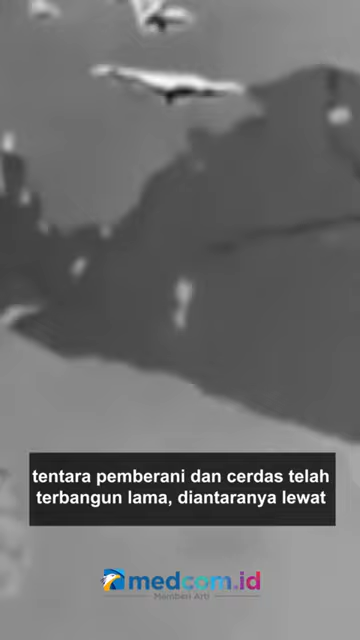 tentara pemberani dan cerdas telah
terbangun lama, diantaranya lewat
medcom.id
Memberi Arti